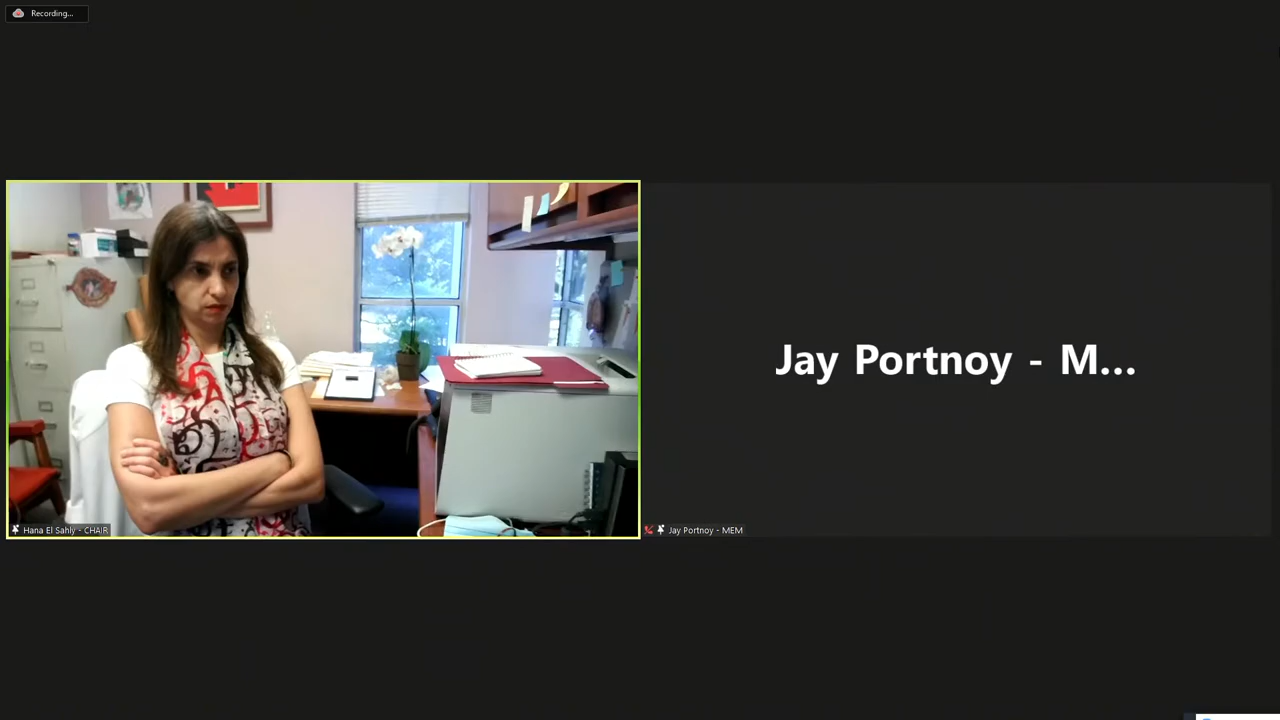 Recording...
Jay Portnoy - M...
Hana El Sahly - CHAIR
Jay Portnoy - MEM